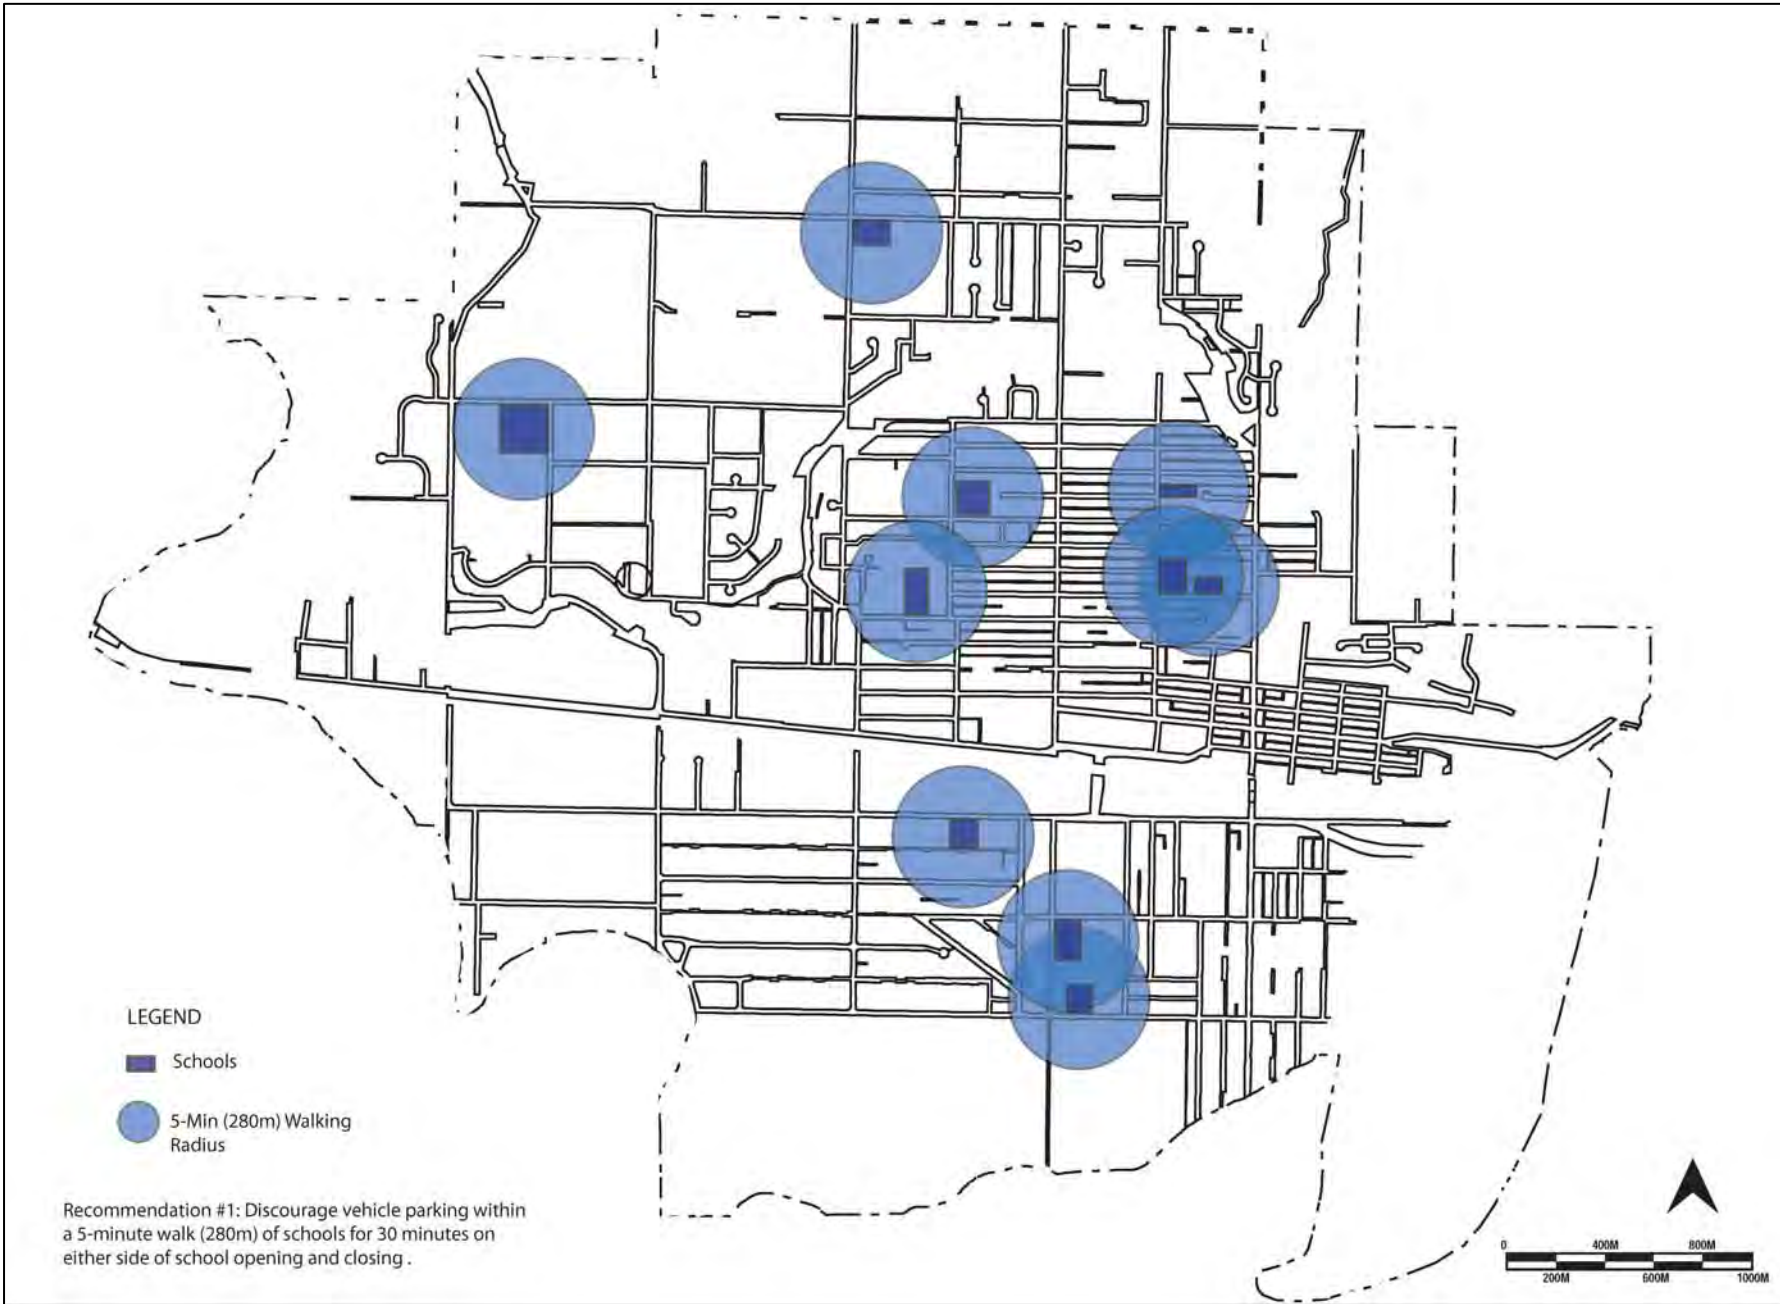 LEGEND
Schools
5-Min (280m) Walking
Radius
Recommendation #1: Discourage vehicle parking within
a 5-minute walk (280m) of schools for 30 minutes on
either side of school opening and closing .
0 400M 800M
200M 600M 1000M